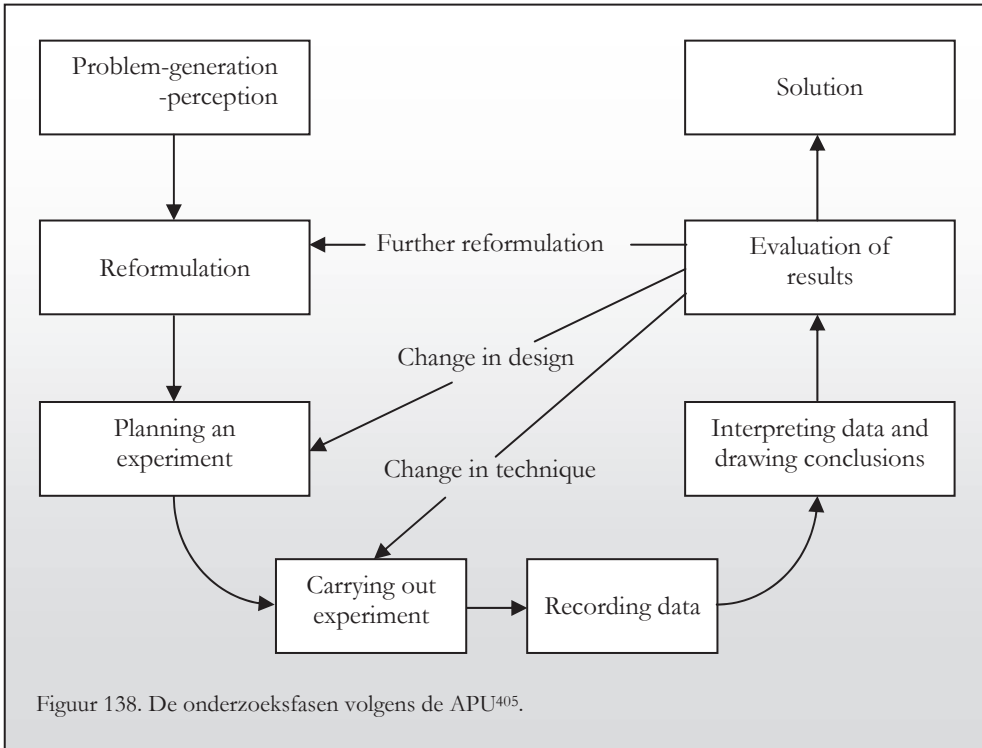 Problem-generation
-perception
Solution
Reformulation
Further reformulation
Evaluation of
results
Change in design
Planning an
experiment
Change in technique
Interpreting data and
drawing conclusions
Carrying out
experiment
Recording data
Figuur 138. De onderzoeksfasen volgens de APU⁴⁰⁵.